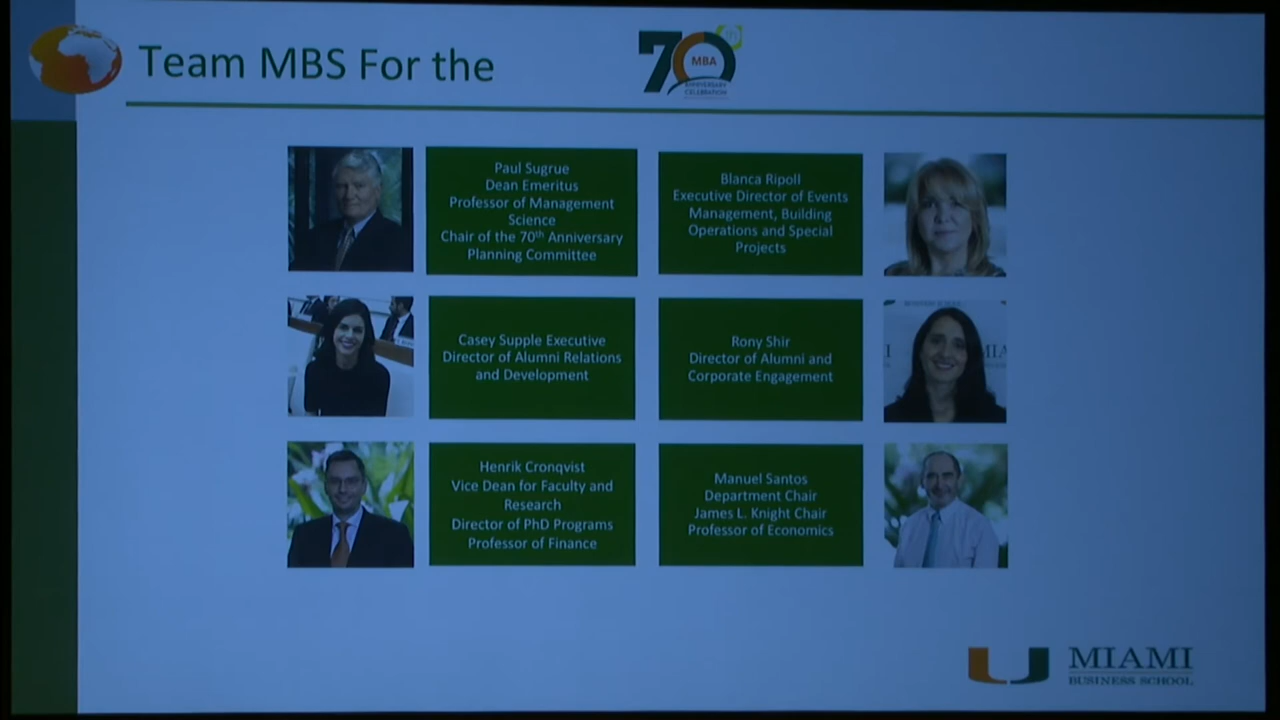 Team MBS For the
70
th
MBA
ANNIVERSARY
CELEBRATION
Paul Sugrue
Dean Emeritus
Professor of Management
Science
Chair of the 70th Anniversary
Planning Committee
Blanca Ripoll
Executive Director of Events
Management, Building
Operations and Special
Projects
Casey Supple Executive
Director of Alumni Relations
and Development
Rony Shir
Director of Alumni and
Corporate Engagement
Henrik Cronqvist
Vice Dean for Faculty and
Research
Director of PhD Programs
Professor of Finance
Manuel Santos
Department Chair
James L. Knight Chair
Professor of Economics
MIAMI
BUSINESS SCHOOL